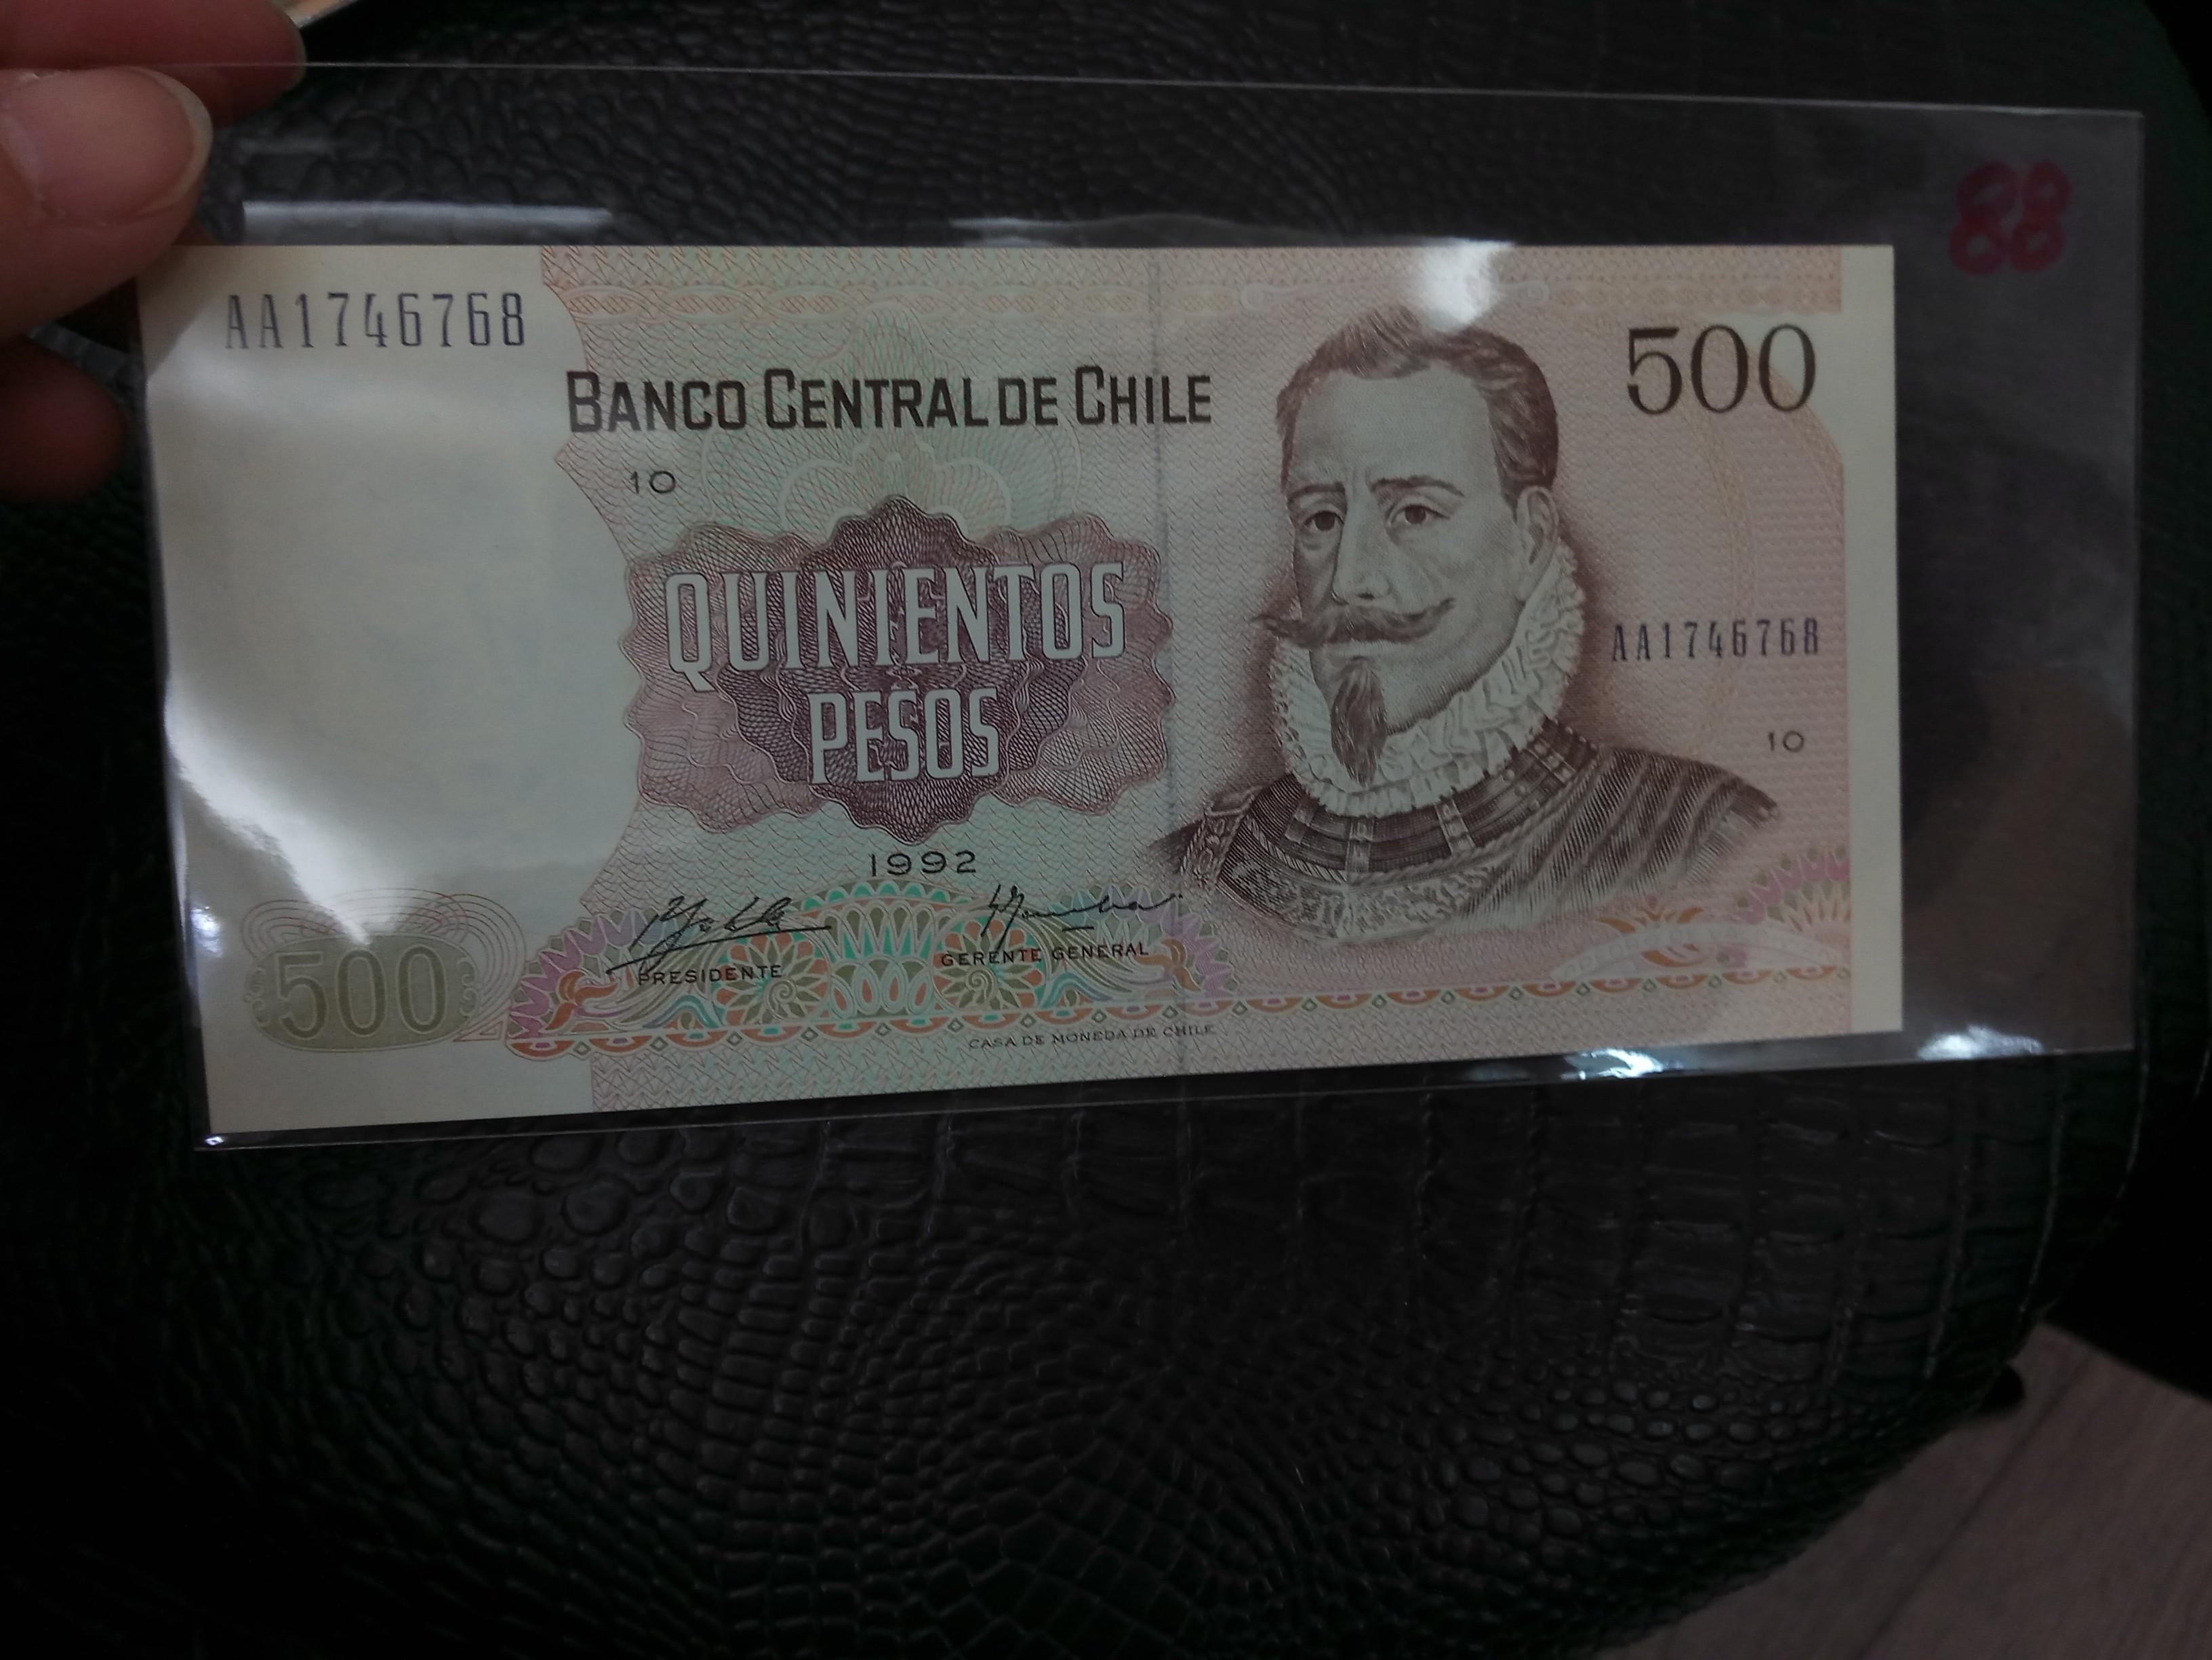 88
AA1746768
500
BANCO CENTRAL DE CHILE
10
QUINIENTOS
PESOS
AA1746768
10
1992
PRESIDENTE
GERENTE GENERAL
500
CASA DE MONEDA DE CHILE